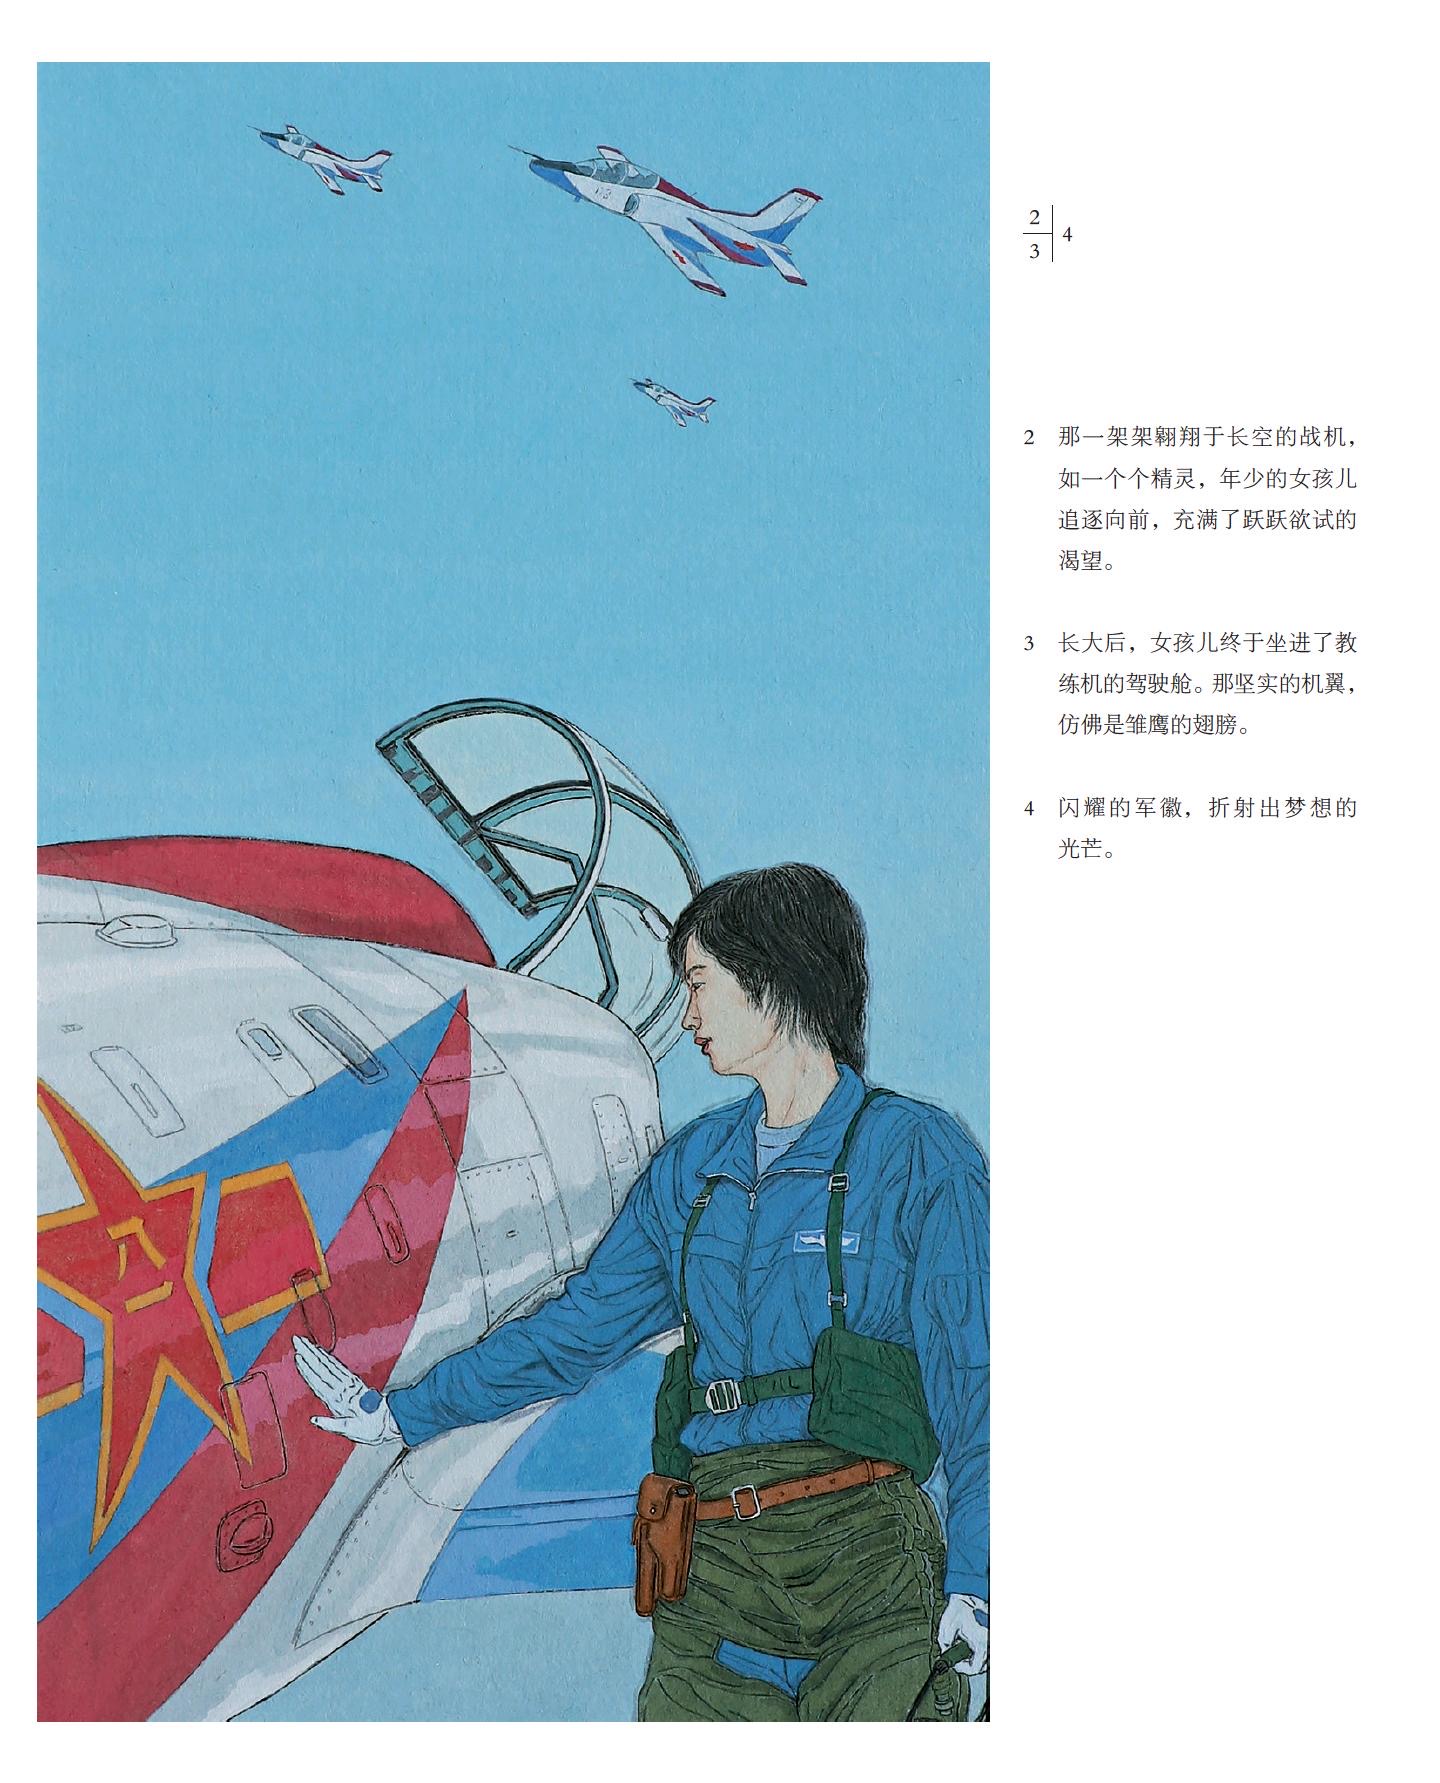 2
3
4
2 那一架架翱翔于长空的战机，
如一个个精灵，年少的女孩儿
追逐向前，充满了跃跃欲试的
渴望。
3 长大后，女孩儿终于坐进了教
练机的驾驶舱。那坚实的机翼，
仿佛是雏鹰的翅膀。
4 闪耀的军徽，折射出梦想的
光芒。
八一